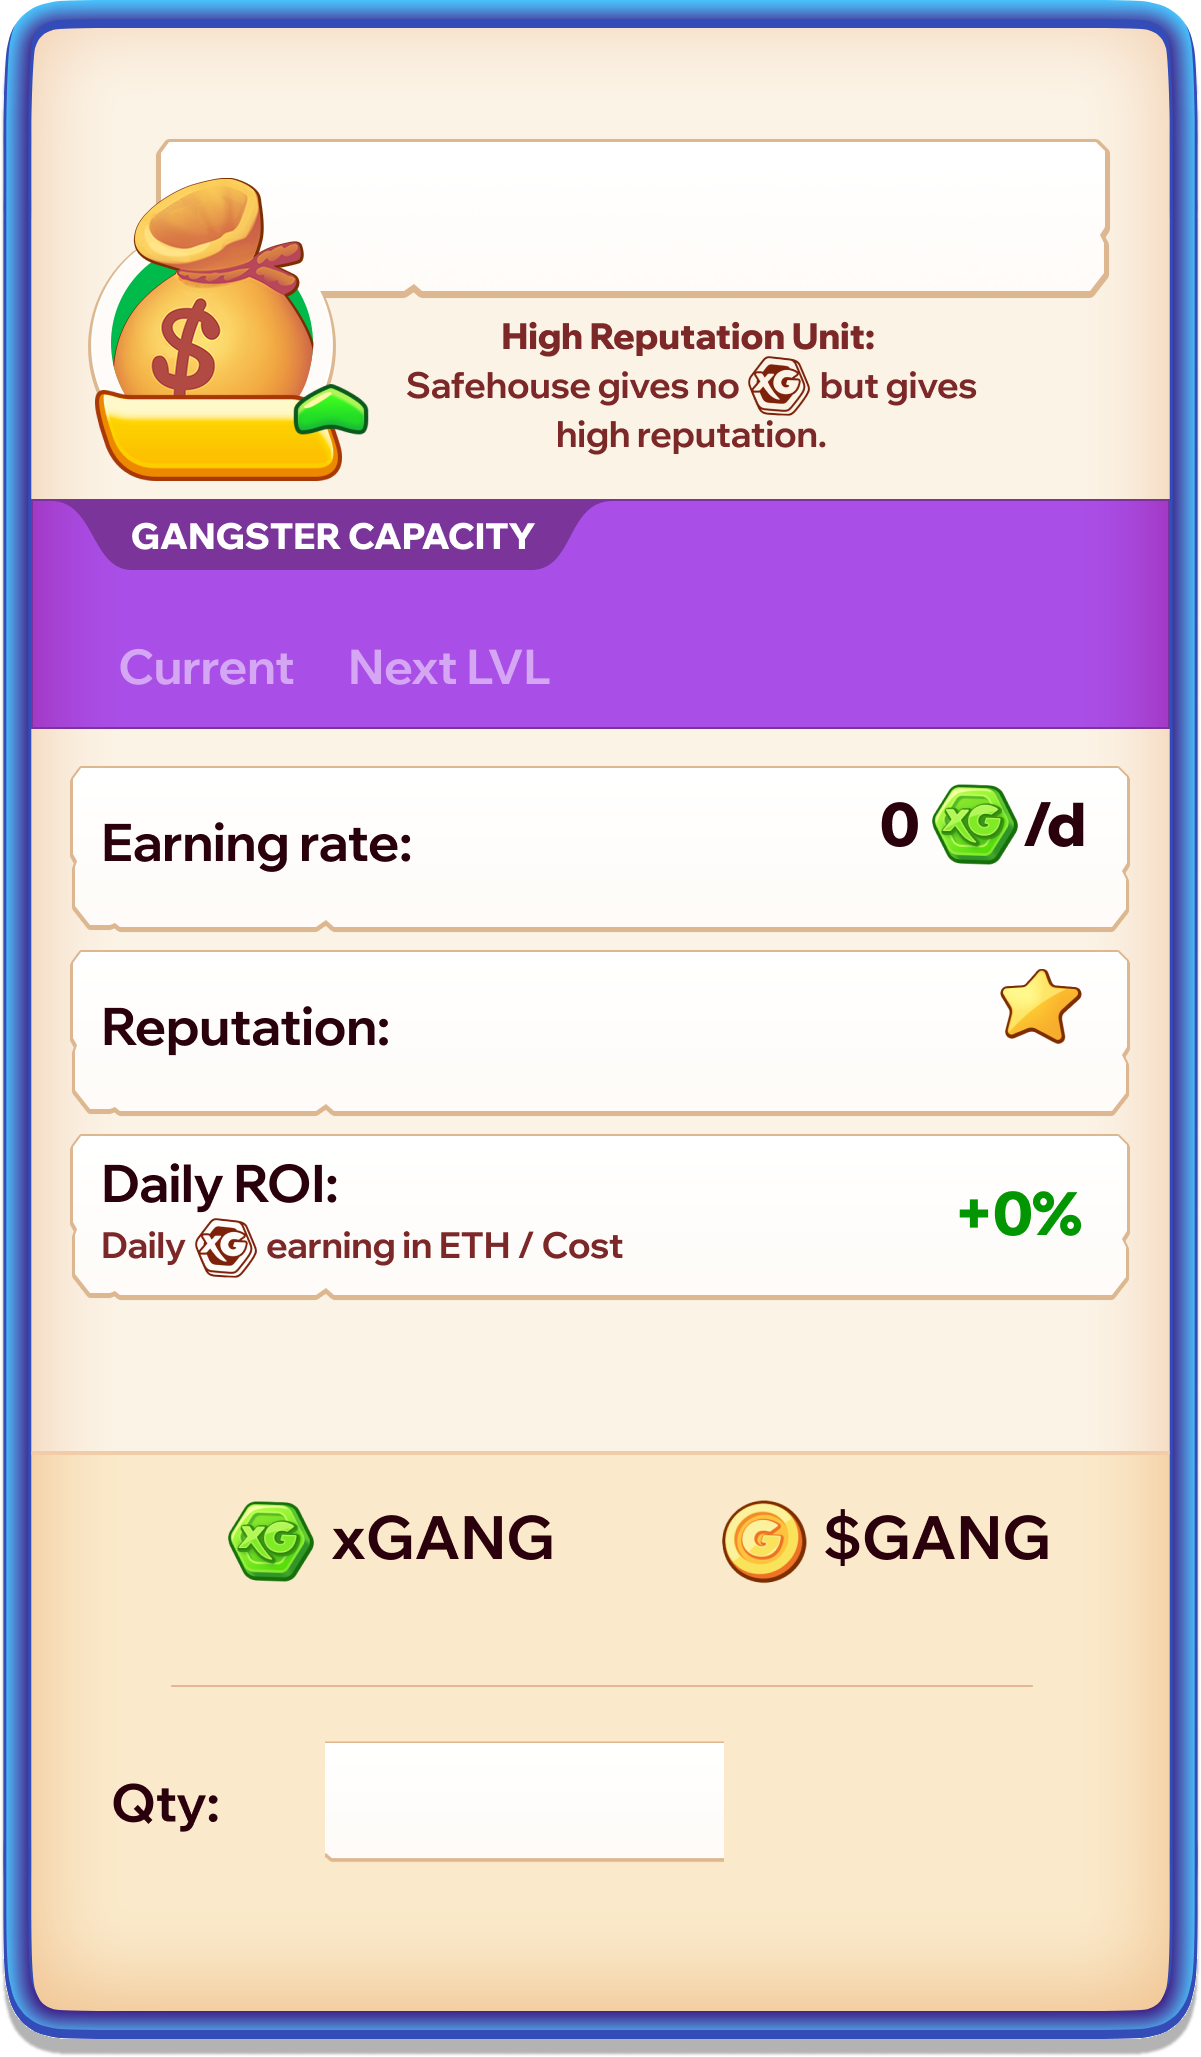 $
High Reputation Unit:
Safehouse gives no XG but gives
high reputation.
GANGSTER CAPACITY
Current Next LVL
Earning rate:
0 XG /d
Reputation:
Daily ROI:
+0%
Daily XG earning in ETH / Cost
XG xGANG
G $GANG
Qty: